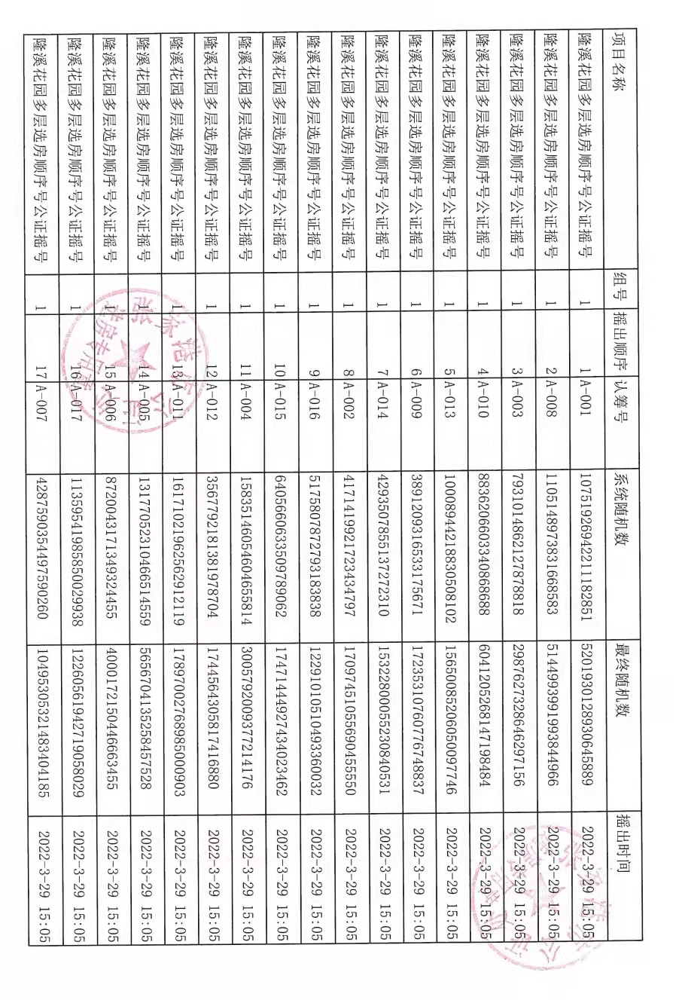 项目名称 组号 摇出顺序 认筹号 系统随机数 最终随机数 摇出时间
隆溪花园多层选房顺序号公证摇号 1 1 A-001 1075192694221118285​1 5201930128930645889 2022-3-29 15:05
隆溪花园多层选房顺序号公证摇号 1 2 A-008 1105148973831668583 5144993991993844966 2022-3-29 15:05
隆溪花园多层选房顺序号公证摇号 1 3 A-003 7931014862127878818 2987627328646297156 2022-3-29 15:05
隆溪花园多层选房顺序号公证摇号 1 4 A-010 8836206603340868688 6041205268147198484 2022-3-29 15:05
隆溪花园多层选房顺序号公证摇号 1 5 A-013 10008944218830508102 15650085206050097746 2022-3-29 15:05
隆溪花园多层选房顺序号公证摇号 1 6 A-009 3891209316533175671 17235310760776748837 2022-3-29 15:05
隆溪花园多层选房顺序号公证摇号 1 7 A-014 4293507855137272310 15322800055230840531 2022-3-29 15:05
隆溪花园多层选房顺序号公证摇号 1 8 A-002 4171419921723434797 17097451055690455550 2022-3-29 15:05
隆溪花园多层选房顺序号公证摇号 1 9 A-016 5175807872793183838 12291010510493360032 2022-3-29 15:05
隆溪花园多层选房顺序号公证摇号 1 10 A-015 6405660633509789062 17471444927434023462 2022-3-29 15:05
隆溪花园多层选房顺序号公证摇号 1 11 A-004 15835146054604655814 3005792009377214176 2022-3-29 15:05
隆溪花园多层选房顺序号公证摇号 1 12 A-012 3567792181381978704 17445643058174168​80 2022-3-29 15:05
隆溪花园多层选房顺序号公证摇号 1 13 A-011 16171021962562912119 17897002768985000903 2022-3-29 15:05
隆溪花园多层选房顺序号公证摇号 1 14 A-005 13177052310466514559 5656704135258457528 2022-3-29 15:05
隆溪花园多层选房顺序号公证摇号 1 15 A-006 8720043171349324455 4000172150446663455 2022-3-29 15:05
隆溪花园多层选房顺序号公证摇号 1 16 A-017 11359541985850029938 12260561942719058029 2022-3-29 15:05
隆溪花园多层选房顺序号公证摇号 1 17 A-007 4287590354497590260 10495305321483404185 2022-3-29 15:05